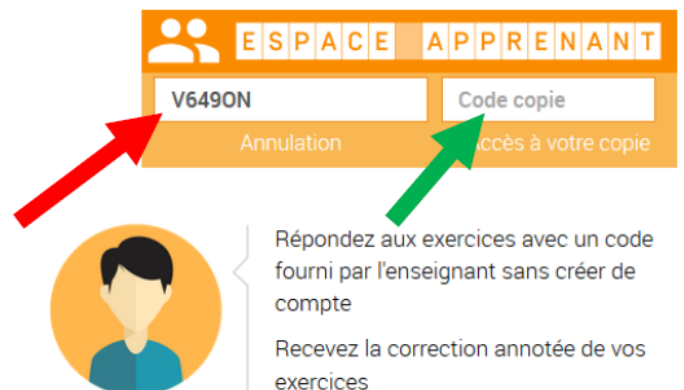 ESPACE APPRENANT
V649ON Code copie
Annulation Accès à votre copie
Répondez aux exercices avec un code
fourni par l'enseignant sans créer de
compte
Recevez la correction annotée de vos
exercices